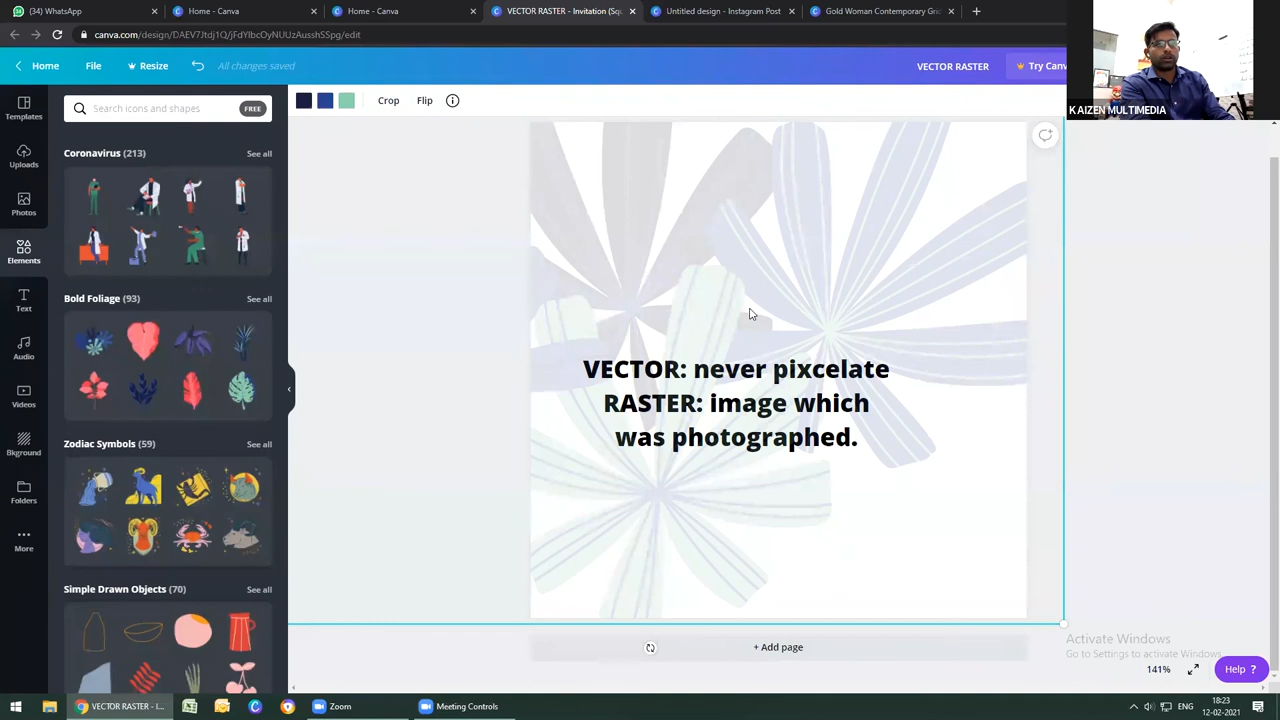 WhatsApp
Home - Canva
Home - Canva
VECTOR RASTER - Invitation (Squ
Untitled design - Instagram Post
Gold Woman Contemporary Gra
canva.com/design/DAEV7Jtdj1Q/jFdYlbcOyNUUzAusshSSpg/edit
Home
File
Resize
All changes saved
VECTOR RASTER
Try Canv
K AIZEN MULTIMEDIA
Templates
Uploads
Photos
Elements
Text
Audio
Videos
Bkground
Folders
More
Search icons and shapes
FREE
Crop
Flip
Coronavirus (213)
See all
Bold Foliage (93)
See all
Zodiac Symbols (59)
See all
Simple Drawn Objects (70)
See all
VECTOR: never pixcelate
RASTER: image which
was photographed.
+ Add page
Activate Windows
Go to Settings to activate Windows.
141%
Help ?
VECTOR RASTER - I...
Zoom
Meeting Controls
ENG
18:23
12-02-2021